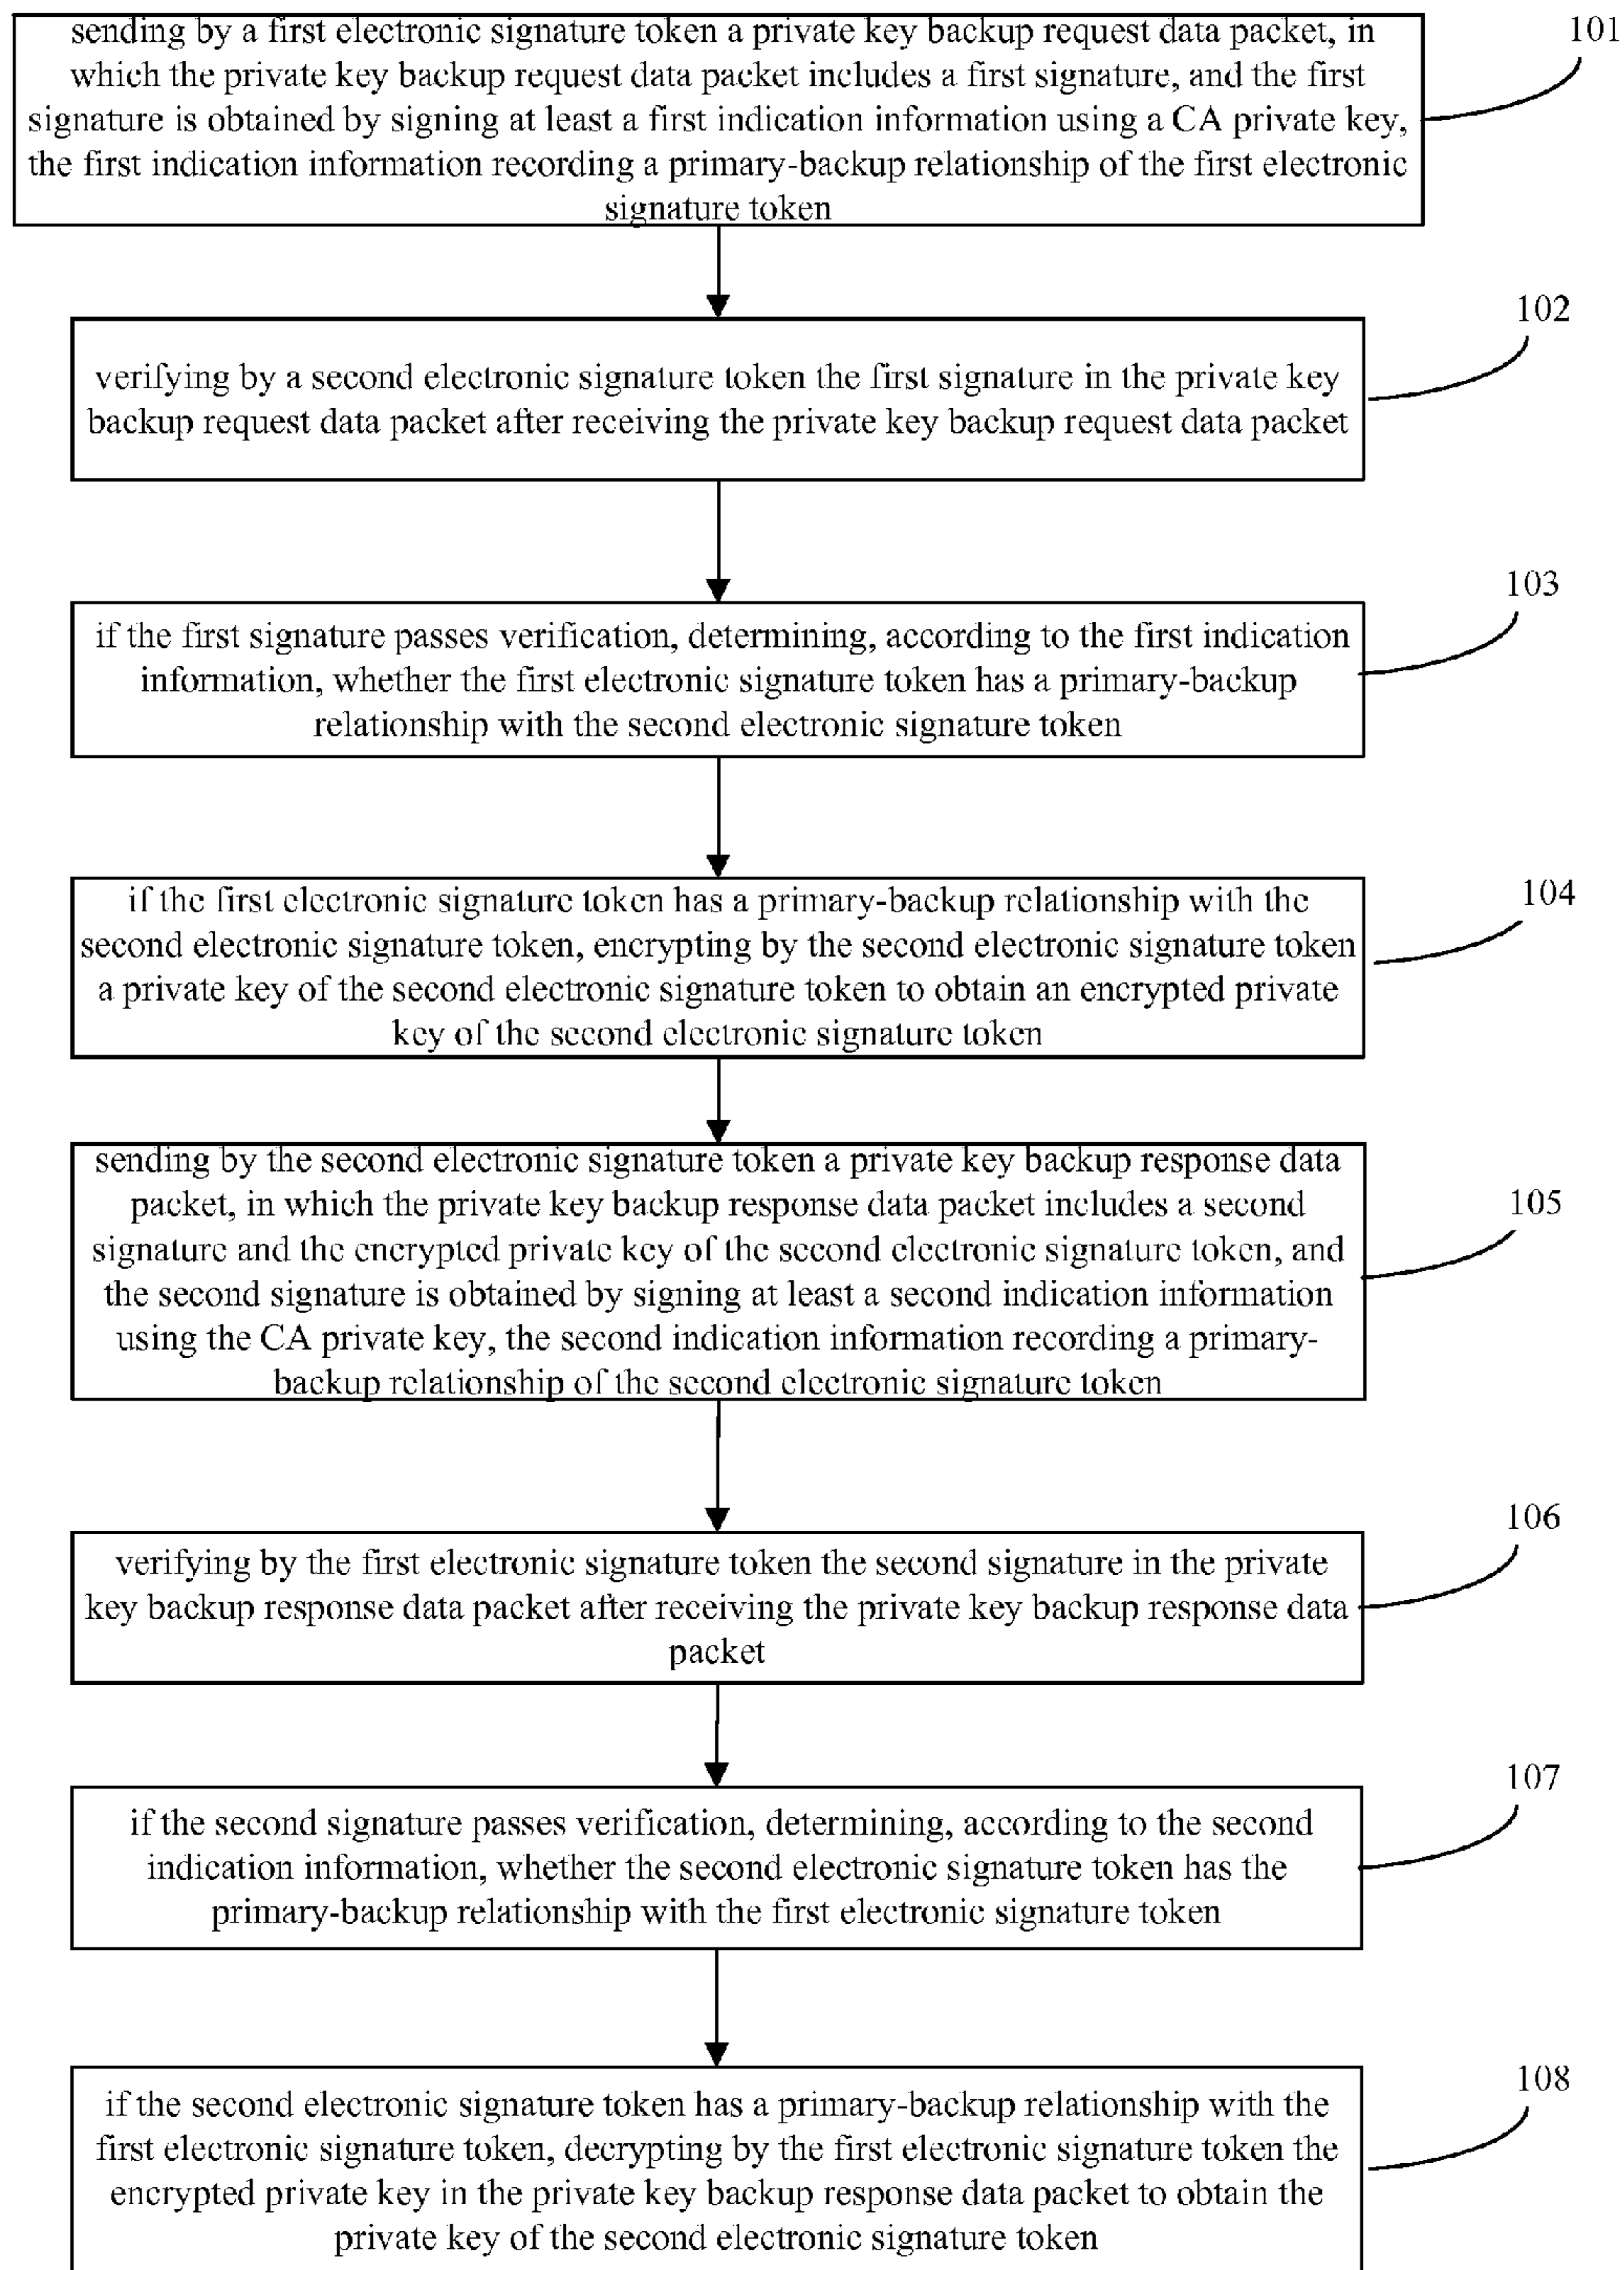 sending by a first electronic signature token a private key backup request data packet, in
which the private key backup request data packet includes a first signature, and the first
signature is obtained by signing at least a first indication information using a CA private key,
the first indication information recording a primary-backup relationship of the first electronic
signature token
101
102
verifying by a second electronic signature token the first signature in the private key
backup request data packet after receiving the private key backup request data packet
103
if the first signature passes verification, determining, according to the first indication
information, whether the first electronic signature token has a primary-backup
relationship with the second electronic signature token
104
if the first electronic signature token has a primary-backup relationship with the
second electronic signature token, encrypting by the second electronic signature token
a private key of the second electronic signature token to obtain an encrypted private
key of the second electronic signature token
105
sending by the second electronic signature token a private key backup response data
packet, in which the private key backup response data packet includes a second
signature and the encrypted private key of the second electronic signature token, and
the second signature is obtained by signing at least a second indication information
using the CA private key, the second indication information recording a primary-
backup relationship of the second electronic signature token
106
verifying by the first electronic signature token the second signature in the private
key backup response data packet after receiving the private key backup response data
packet
107
if the second signature passes verification, determining, according to the second
indication information, whether the second electronic signature token has the
primary-backup relationship with the first electronic signature token
108
if the second electronic signature token has a primary-backup relationship with the
first electronic signature token, decrypting by the first electronic signature token the
encrypted private key in the private key backup response data packet to obtain the
private key of the second electronic signature token